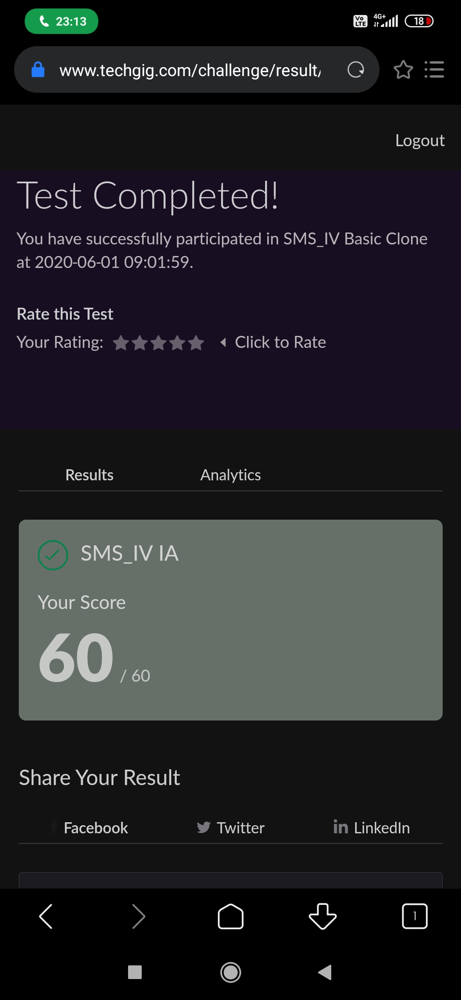 23:13
Vo LTE 4G+ 18
www.techgig.com/challenge/result/
Logout
Test Completed!
You have successfully participated in SMS_IV Basic Clone
at 2020-06-01 09:01:59.
Rate this Test
Your Rating: Click to Rate
Results Analytics
SMS_IV IA
Your Score
60 / 60
Share Your Result
f Facebook Twitter in LinkedIn
1